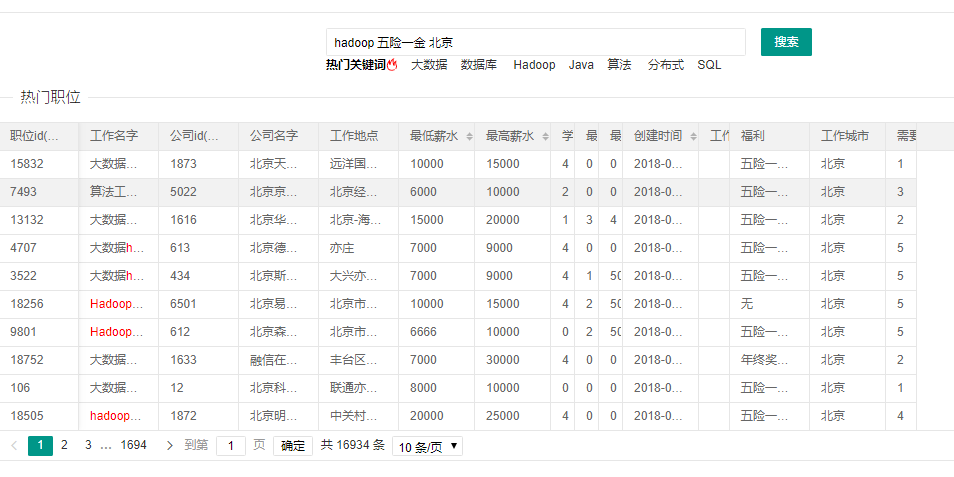 hadoop 五险一金 北京 搜索
热门关键词 大数据 数据库 Hadoop Java 算法 分布式 SQL
热门职位
职位id(... 工作名字 公司id(... 公司名字 工作地点 最低薪水 最高薪水 学 最 最 创建时间 工作 福利 工作城市 需要
15832 大数据... 1873 北京天... 远洋国... 10000 15000 4 0 0 2018-0... 五险一... 北京 1
7493 算法工... 5022 北京京... 北京经... 6000 10000 2 0 0 2018-0... 五险一... 北京 3
13132 大数据... 1616 北京华... 北京-海... 15000 20000 1 3 4 2018-0... 五险一... 北京 2
4707 大数据h... 613 北京德... 亦庄 7000 9000 4 0 0 2018-0... 五险一... 北京 5
3522 大数据h... 434 北京斯... 大兴亦... 7000 9000 4 1 50 2018-0... 五险一... 北京 5
18256 Hadoop... 6501 北京易... 北京市... 10000 15000 4 2 50 2018-0... 无 北京 5
9801 Hadoop... 612 北京森... 北京市... 6666 10000 0 2 50 2018-0... 五险一... 北京 5
18752 大数据... 1633 融信在... 丰台区... 7000 30000 4 0 0 2018-0... 年终奖... 北京 2
106 大数据... 12 北京科... 联通亦... 8000 10000 0 0 0 2018-0... 五险一... 北京 1
18505 hadoop... 1872 北京明... 中关村... 20000 25000 4 0 0 2018-0... 五险一... 北京 4
1 2 3 ... 1694 到第 1 页 确定 共 16934 条 10 条/页